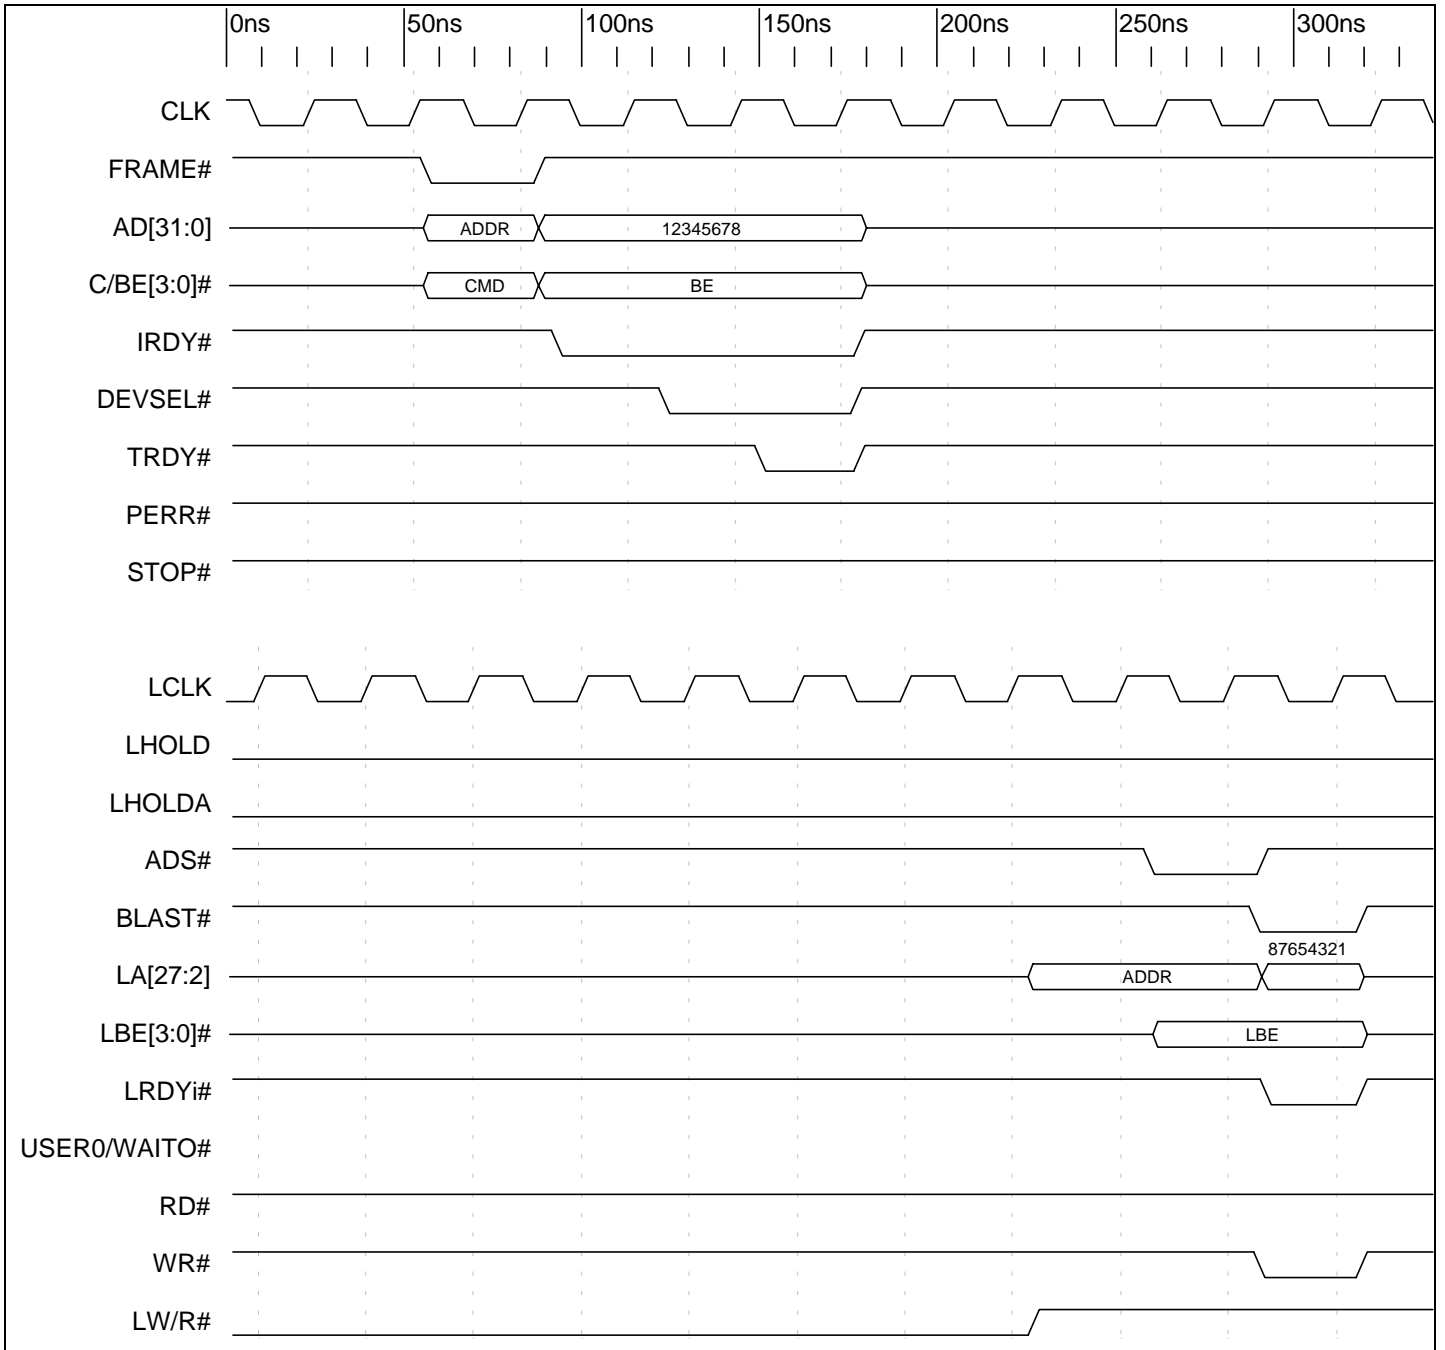 0ns 50ns 100ns 150ns 200ns 250ns 300ns
CLK
FRAME#
AD[31:0] ADDR 12345678
C/BE[3:0]# CMD BE
IRDY#
DEVSEL#
TRDY#
PERR#
STOP#
LCLK
LHOLD
LHOLDA
ADS#
BLAST#
87654321
LA[27:2] ADDR
LBE[3:0]# LBE
LRDYi#
USER0/WAITO#
RD#
WR#
LW/R#